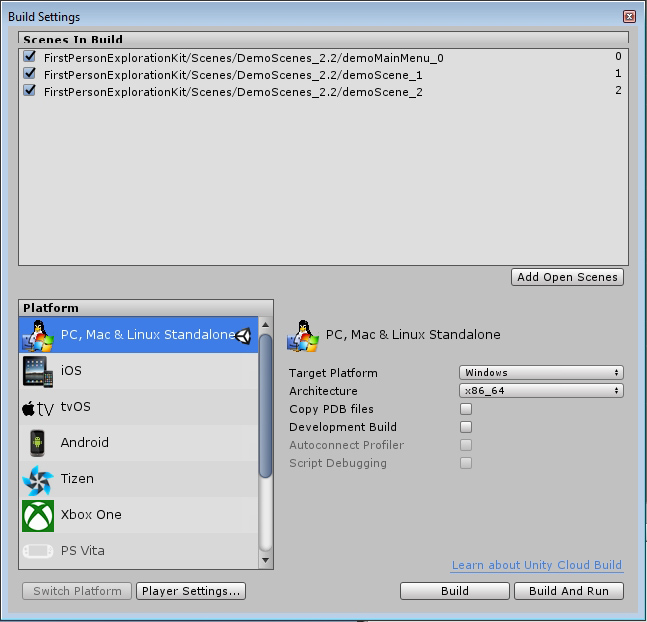 Build Settings
Scenes In Build
FirstPersonExplorationKit/Scenes/DemoScenes_2.2/demoMainMenu_0 0
FirstPersonExplorationKit/Scenes/DemoScenes_2.2/demoScene_1 1
FirstPersonExplorationKit/Scenes/DemoScenes_2.2/demoScene_2 2
Add Open Scenes
Platform
PC, Mac & Linux Standalone
iOS
tv tvOS
Android
Tizen
Xbox One
PS Vita
PC, Mac & Linux Standalone
Target Platform Windows
Architecture x86_64
Copy PDB files
Development Build
Autoconnect Profiler
Script Debugging
Learn about Unity Cloud Build
Switch Platform Player Settings... Build Build And Run